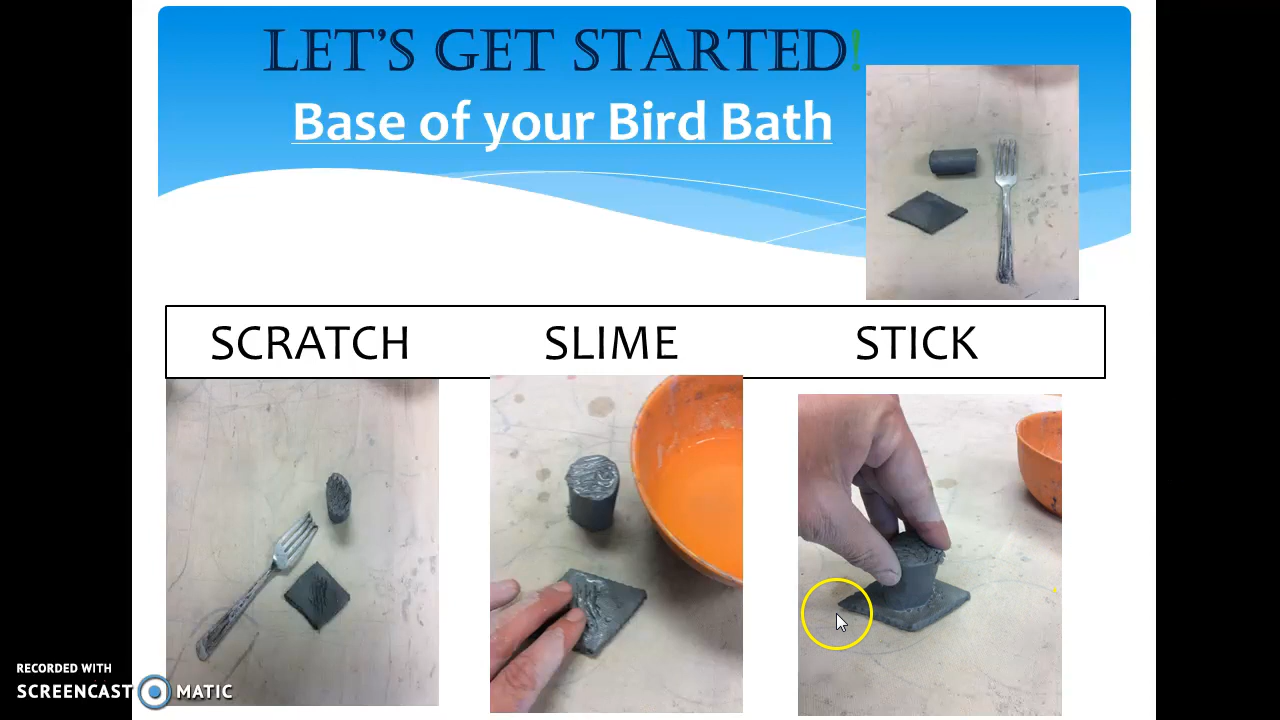 LET'S GET STARTED!
Base of your Bird Bath
SCRATCH SLIME STICK
RECORDED WITH
SCREENCAST MATIC